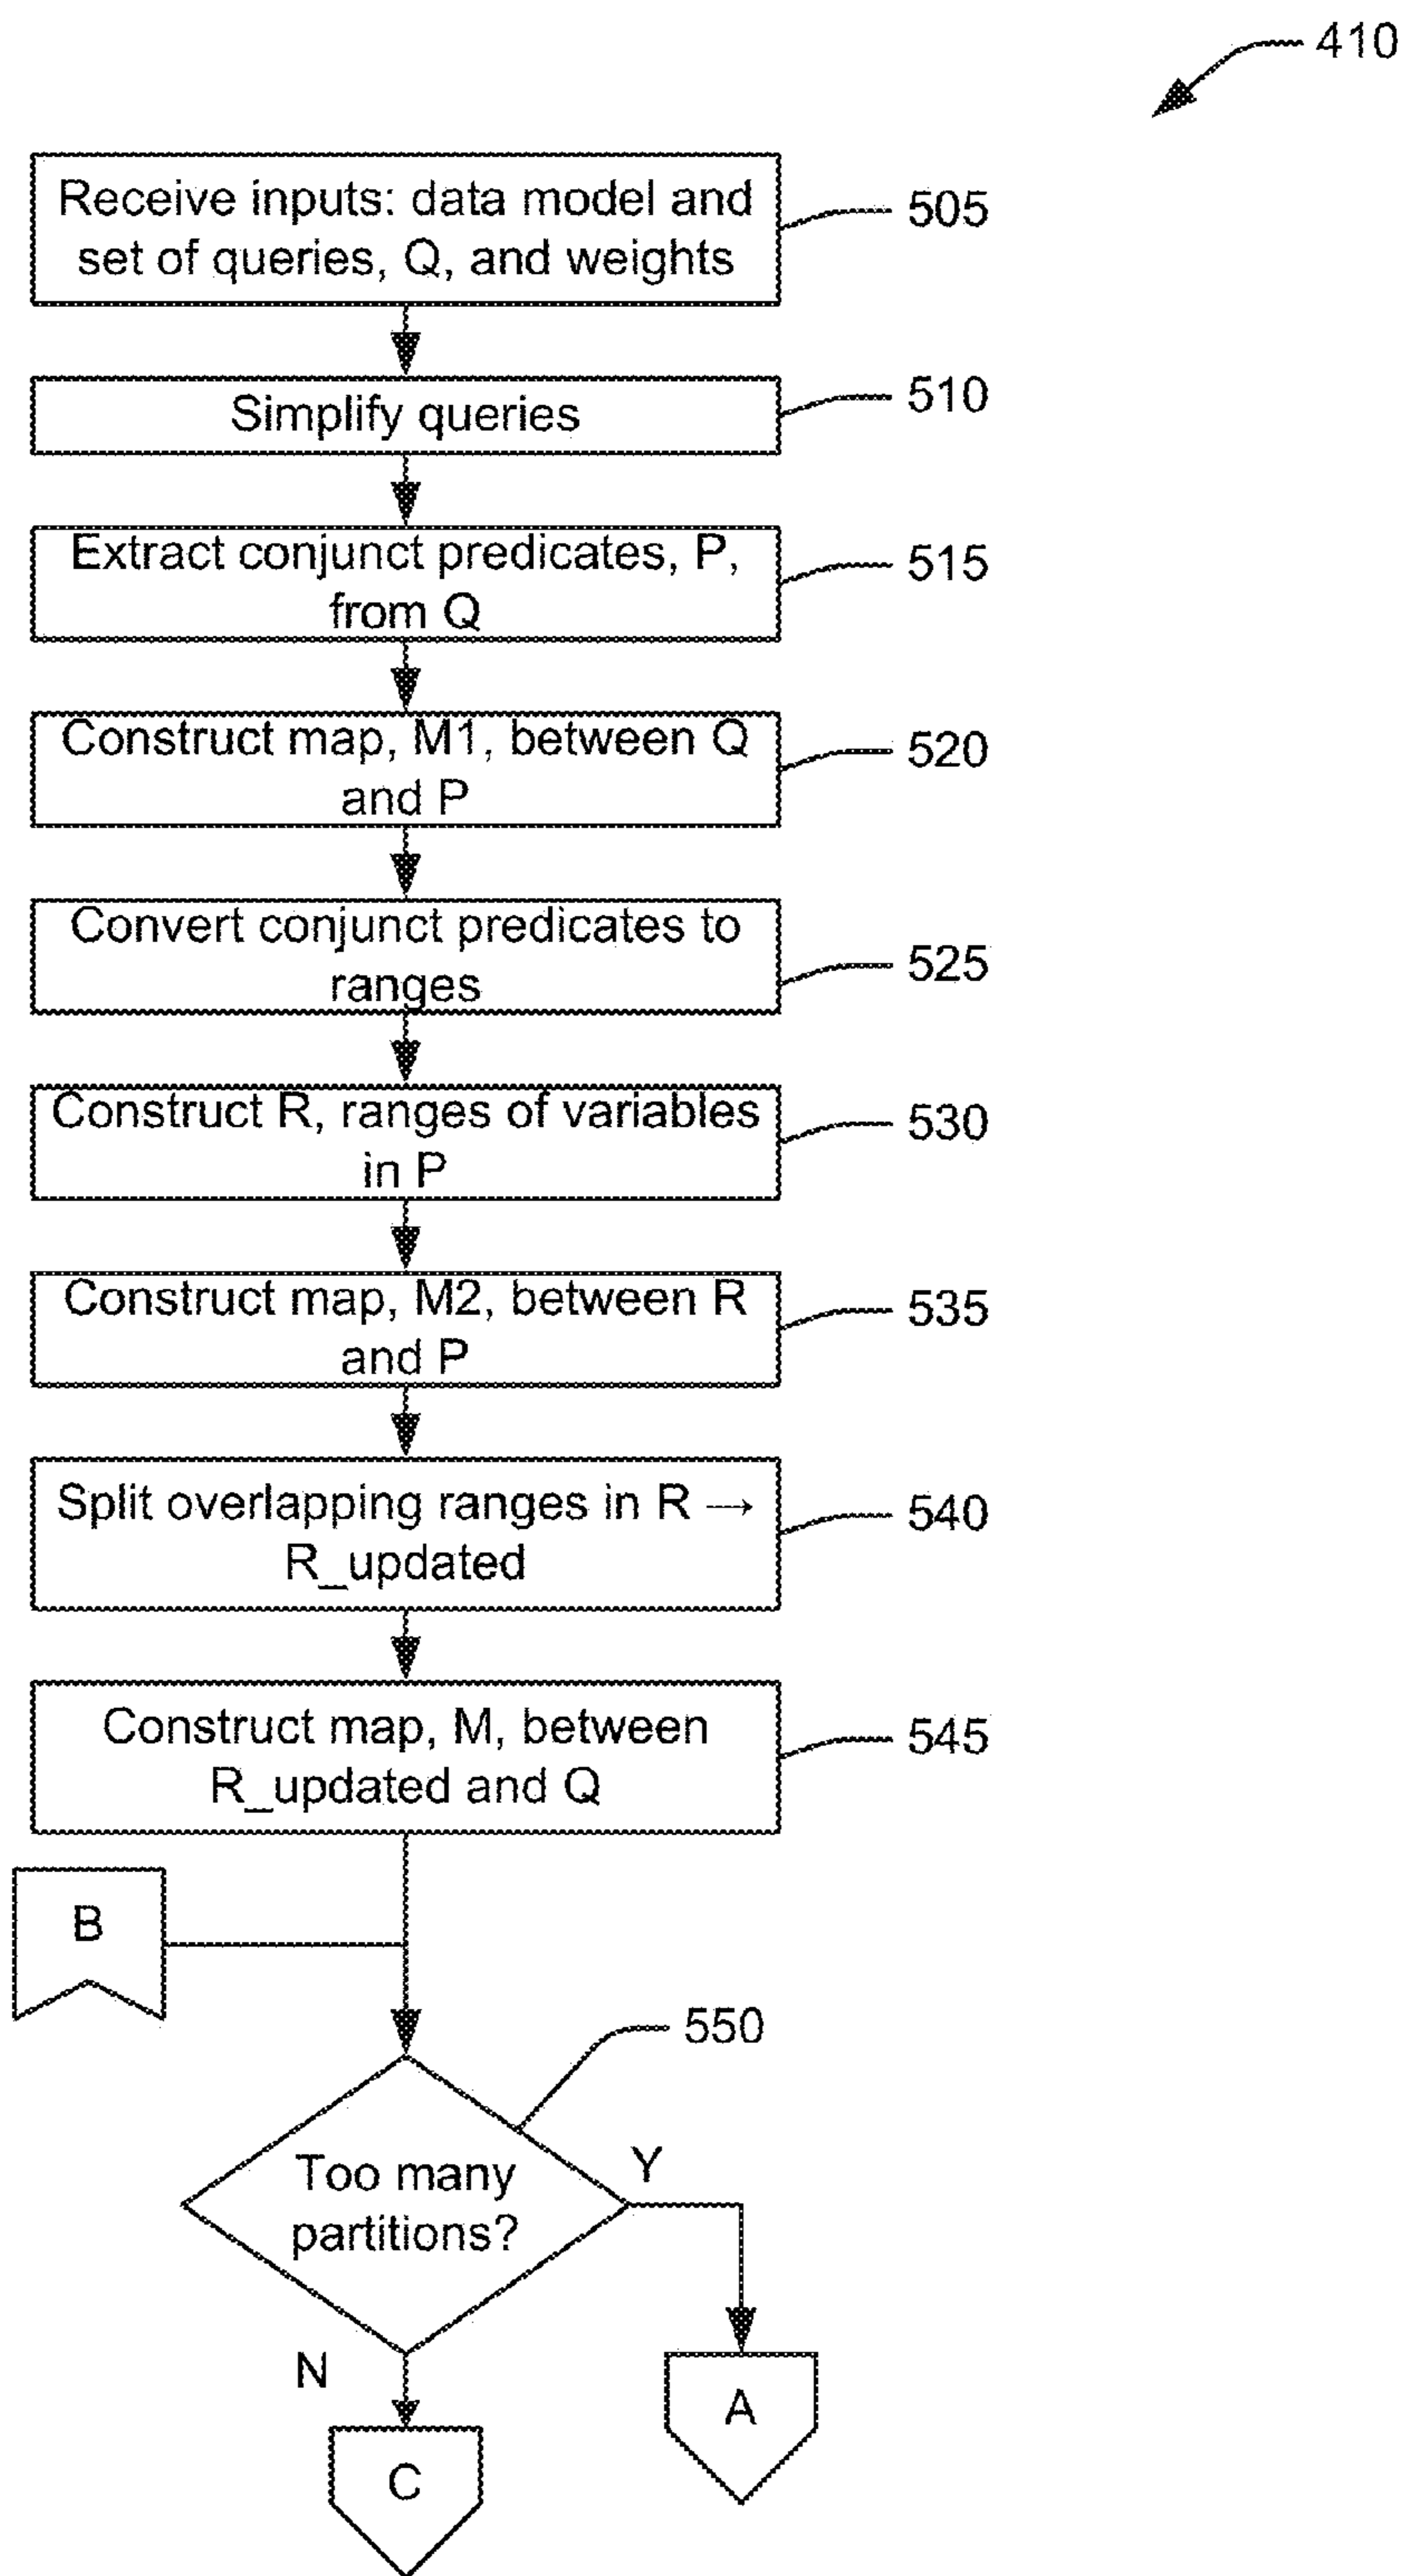 410
Receive inputs: data model and
set of queries, Q, and weights
505
Simplify queries
510
Extract conjunct predicates, P,
from Q
515
Construct map, M1, between Q
and P
520
Convert conjunct predicates to
ranges
525
Construct R, ranges of variables
in P
530
Construct map, M2, between R
and P
535
Split overlapping ranges in R →
R_updated
540
Construct map, M, between
R_updated and Q
545
B
550
Too many
partitions?
Y
N
A
C